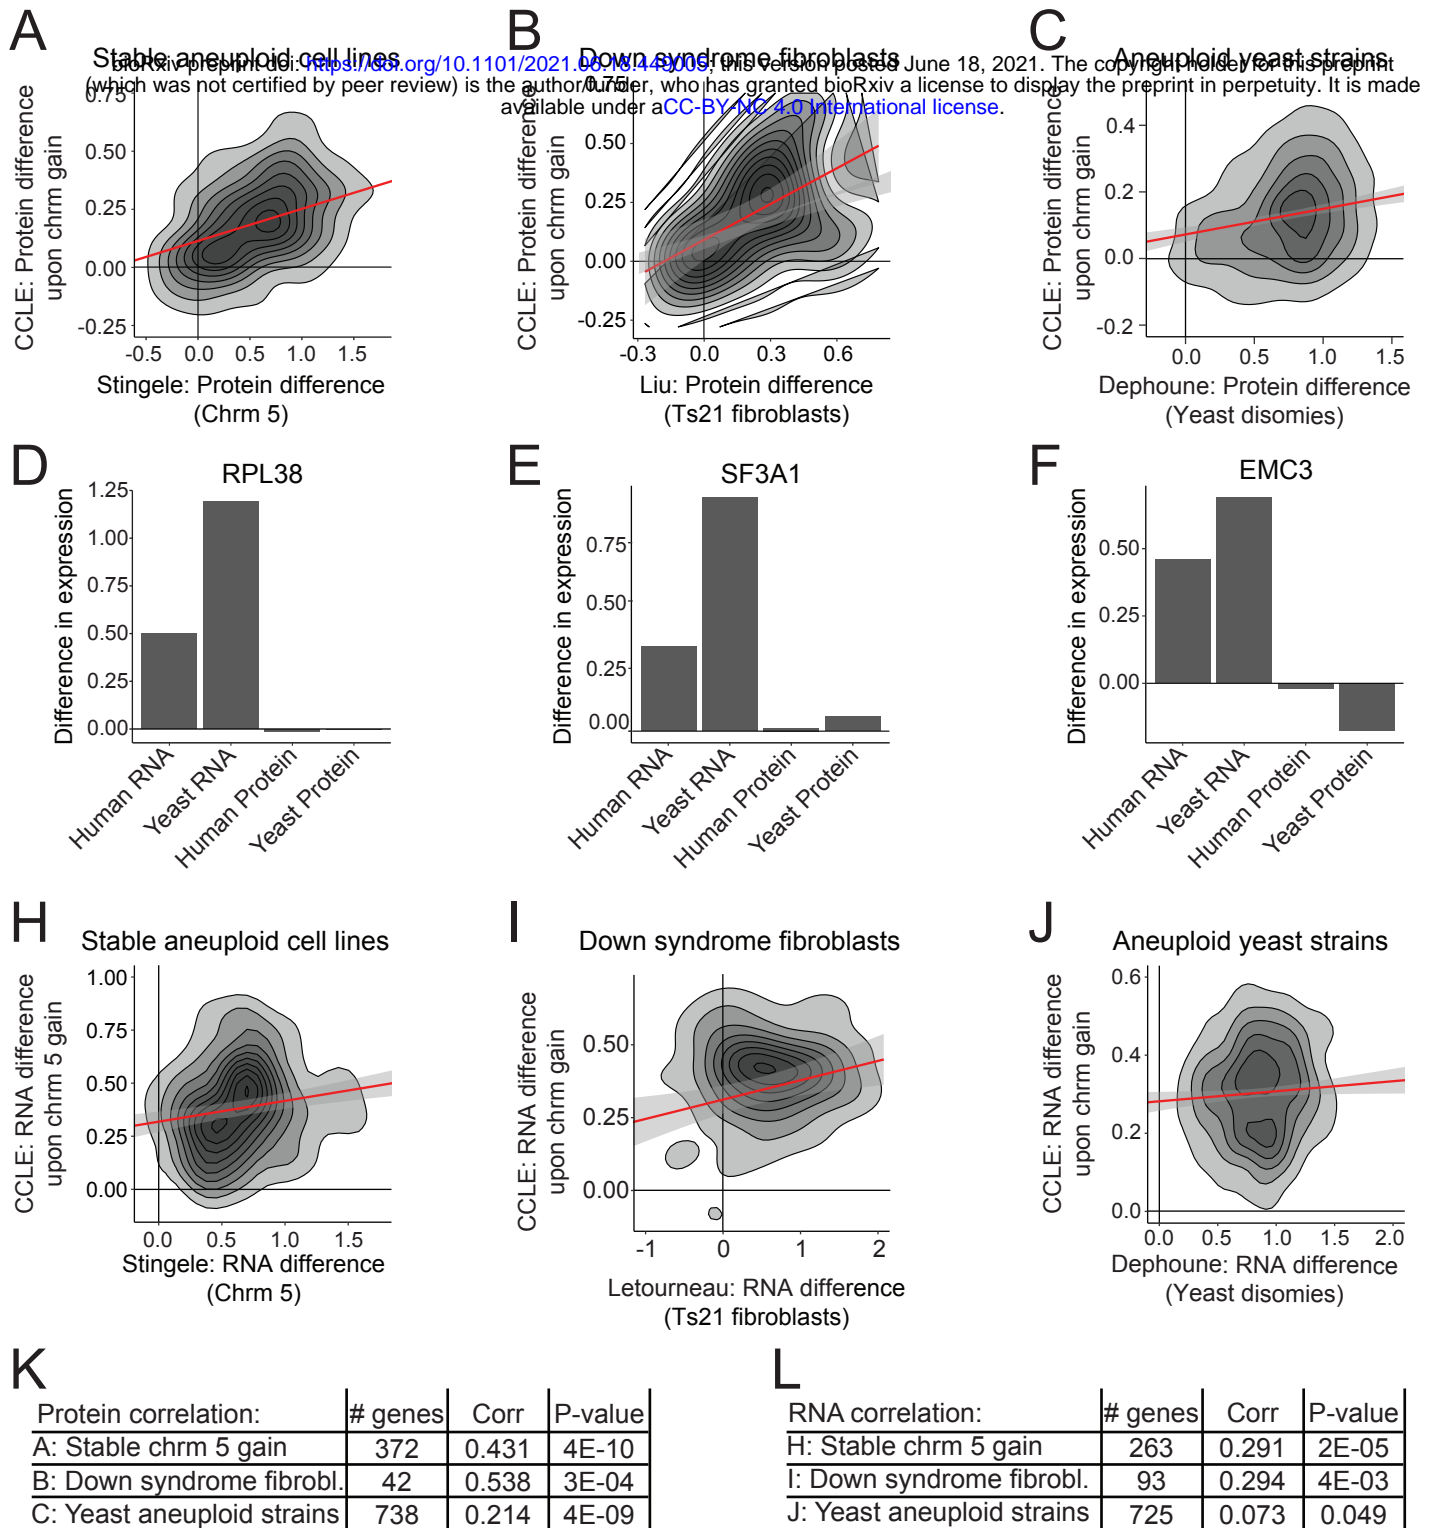 A
B
C
Stable aneuploid cell lines
Down syndrome fibroblasts
Aneuploid yeast strains
bioRxiv preprint doi: https://doi.org/10.1101/2021.06.18.449005; this version posted June 18, 2021. The copyright holder for this preprint
(which was not certified by peer review) is the author/funder, who has granted bioRxiv a license to display the preprint in perpetuity. It is made
available under aCC-BY-NC 4.0 International license.
CCLE: Protein difference
upon chrm gain
0.75
0.50
0.25
0.00
-0.25
-0.5 0.0 0.5 1.0 1.5
Stingele: Protein difference
(Chrm 5)
CCLE: Protein difference
upon chrm gain
0.75
0.50
0.25
0.00
-0.25
-0.3 0.0 0.3 0.6
Liu: Protein difference
(Ts21 fibroblasts)
CCLE: Protein difference
upon chrm gain
0.4
0.2
0.0
-0.2
0.0 0.5 1.0 1.5
Dephoune: Protein difference
(Yeast disomies)
D
RPL38
Difference in expression
1.25
1.00
0.75
0.50
0.25
0.00
Human RNA
Yeast RNA
Human Protein
Yeast Protein
E
SF3A1
Difference in expression
0.75
0.50
0.25
0.00
Human RNA
Yeast RNA
Human Protein
Yeast Protein
F
EMC3
Difference in expression
0.50
0.25
0.00
Human RNA
Yeast RNA
Human Protein
Yeast Protein
H
Stable aneuploid cell lines
CCLE: RNA difference
upon chrm 5 gain
1.00
0.75
0.50
0.25
0.00
0.0 0.5 1.0 1.5
Stingele: RNA difference
(Chrm 5)
I
Down syndrome fibroblasts
CCLE: RNA difference
upon chrm gain
0.50
0.25
0.00
-1 0 1 2
Letourneau: RNA difference
(Ts21 fibroblasts)
J
Aneuploid yeast strains
CCLE: RNA difference
upon chrm gain
0.6
0.4
0.2
0.0
0.0 0.5 1.0 1.5 2.0
Dephoune: RNA difference
(Yeast disomies)
K
Protein correlation: # genes Corr P-value
A: Stable chrm 5 gain 372 0.431 4E-10
B: Down syndrome fibrobl. 42 0.538 3E-04
C: Yeast aneuploid strains 738 0.214 4E-09
L
RNA correlation: # genes Corr P-value
H: Stable chrm 5 gain 263 0.291 2E-05
I: Down syndrome fibrobl. 93 0.294 4E-03
J: Yeast aneuploid strains 725 0.073 0.049